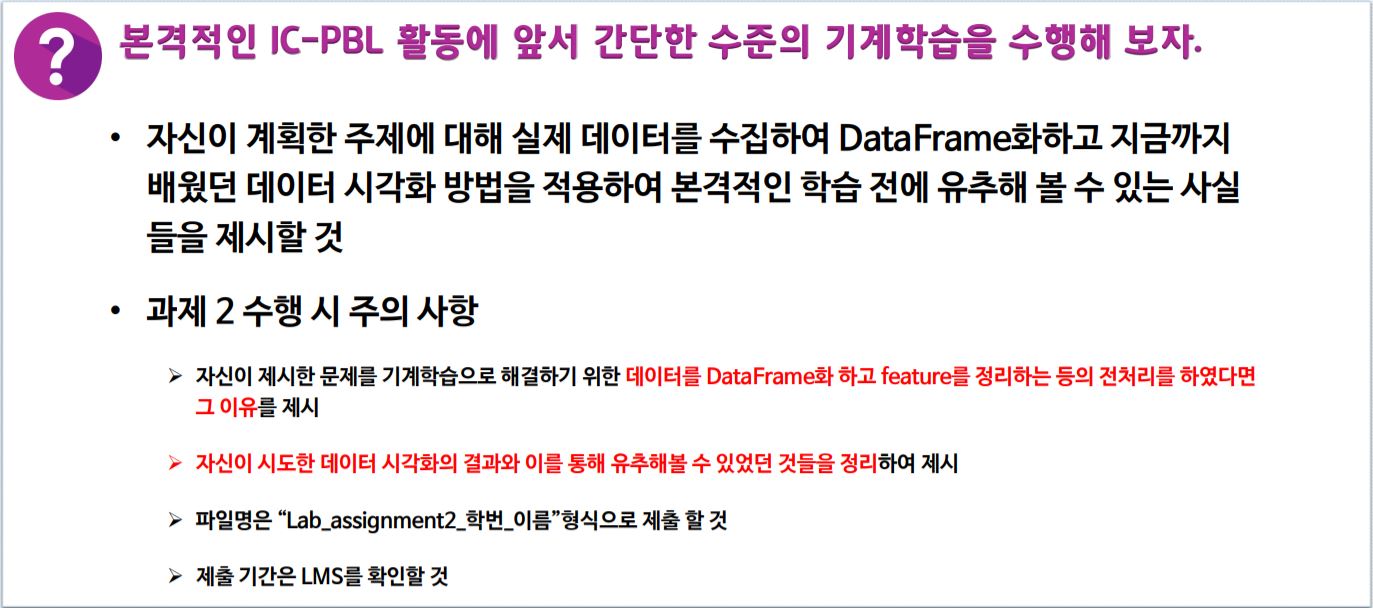 ?
본격적인 IC-PBL 활동에 앞서 간단한 수준의 기계학습을 수행해 보자.
• 자신이 계획한 주제에 대해 실제 데이터를 수집하여 DataFrame화하고 지금까지
배웠던 데이터 시각화 방법을 적용하여 본격적인 학습 전에 유추해 볼 수 있는 사실
들을 제시할 것
• 과제 2 수행 시 주의 사항
➢ 자신이 제시한 문제를 기계학습으로 해결하기 위한 데이터를 DataFrame화 하고 feature를 정리하는 등의 전처리를 하였다면
그 이유를 제시
➢ 자신이 시도한 데이터 시각화의 결과와 이를 통해 유추해볼 수 있었던 것들을 정리하여 제시
➢ 파일명은 “Lab_assignment2_학번_이름”형식으로 제출 할 것
➢ 제출 기간은 LMS를 확인할 것